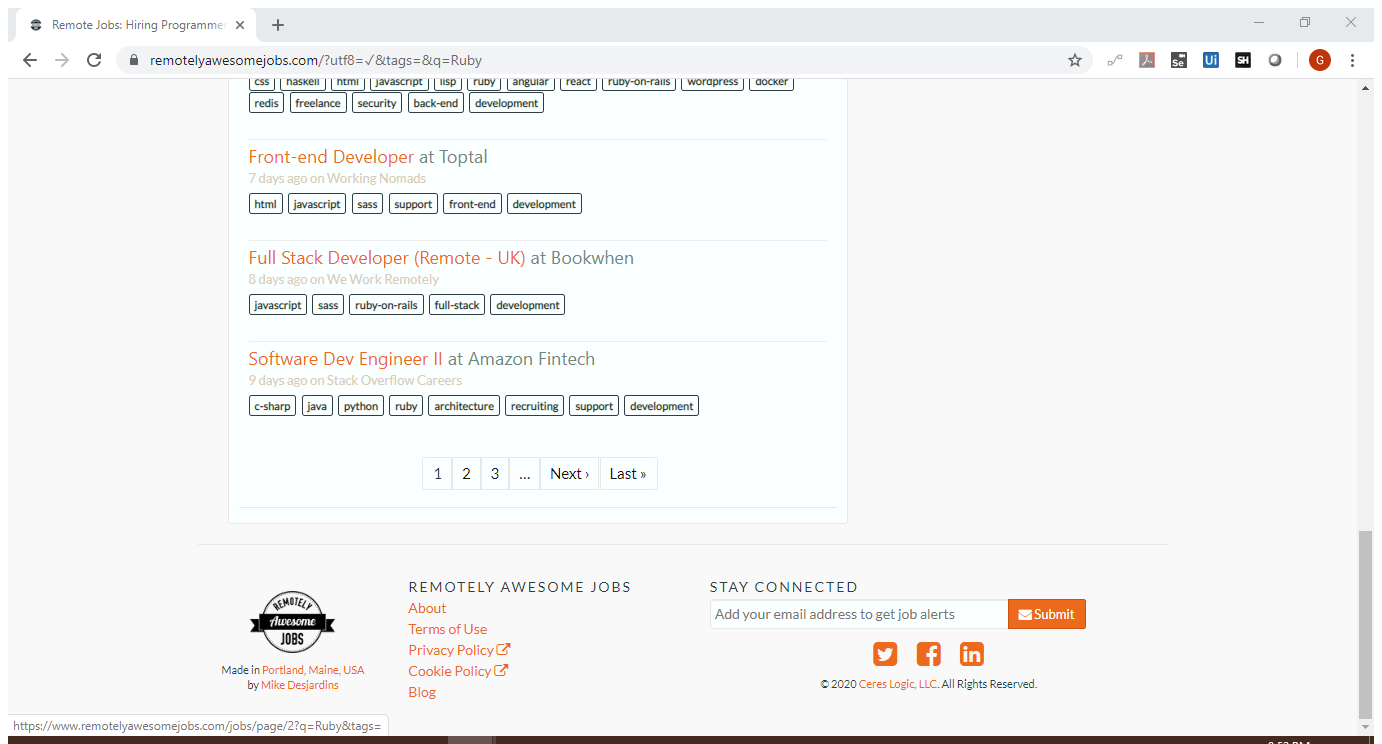 Remote Jobs: Hiring Programmer
remotelyawesomejobs.com/?utf8=✓&tags=&q=Ruby
Se Ui SH G
css haskell html javascript lisp ruby angular react ruby-on-rails wordpress docker
redis freelance security back-end development
Front-end Developer at Toptal
7 days ago on Working Nomads
html javascript sass support front-end development
Full Stack Developer (Remote - UK) at Bookwhen
8 days ago on We Work Remotely
javascript sass ruby-on-rails full-stack development
Software Dev Engineer II at Amazon Fintech
9 days ago on Stack Overflow Careers
c-sharp java python ruby architecture recruiting support development
1 2 3 ... Next › Last »
REMOTELY
Awesome
JOBS
Made in Portland, Maine, USA
by Mike Desjardins
REMOTELY AWESOME JOBS
About
Terms of Use
Privacy Policy
Cookie Policy
Blog
STAY CONNECTED
Add your email address to get job alerts Submit
© 2020 Ceres Logic, LLC. All Rights Reserved.
https://www.remotelyawesomejobs.com/jobs/page/2?q=Ruby&tags=